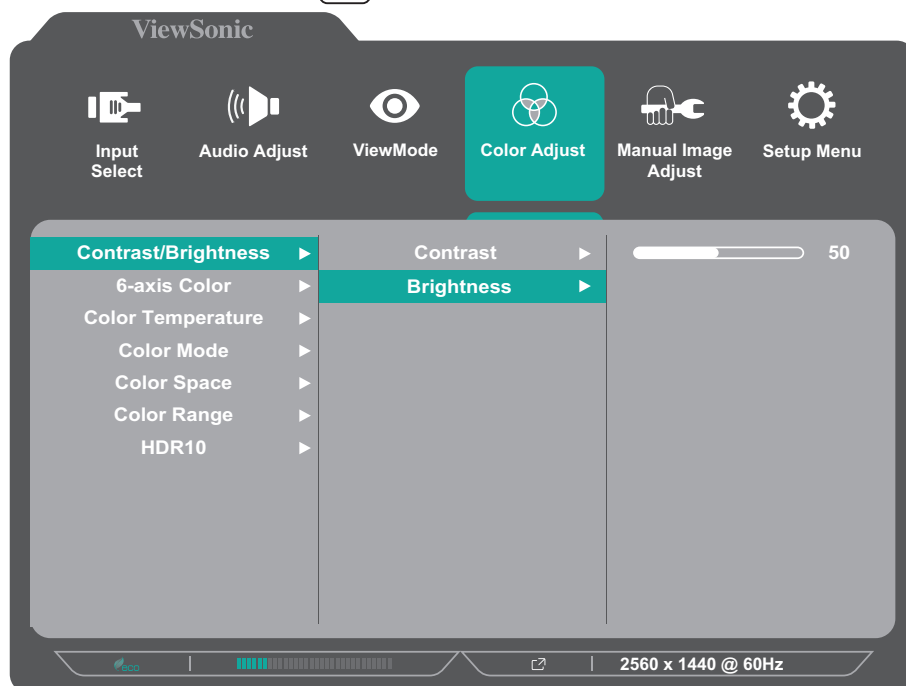 ViewSonic
Input Select
Audio Adjust
ViewMode
Color Adjust
Manual Image Adjust
Setup Menu
Contrast/Brightness
Contrast
50
6-axis Color
Brightness
Color Temperature
Color Mode
Color Space
Color Range
HDR10
eco
2560 x 1440 @ 60Hz